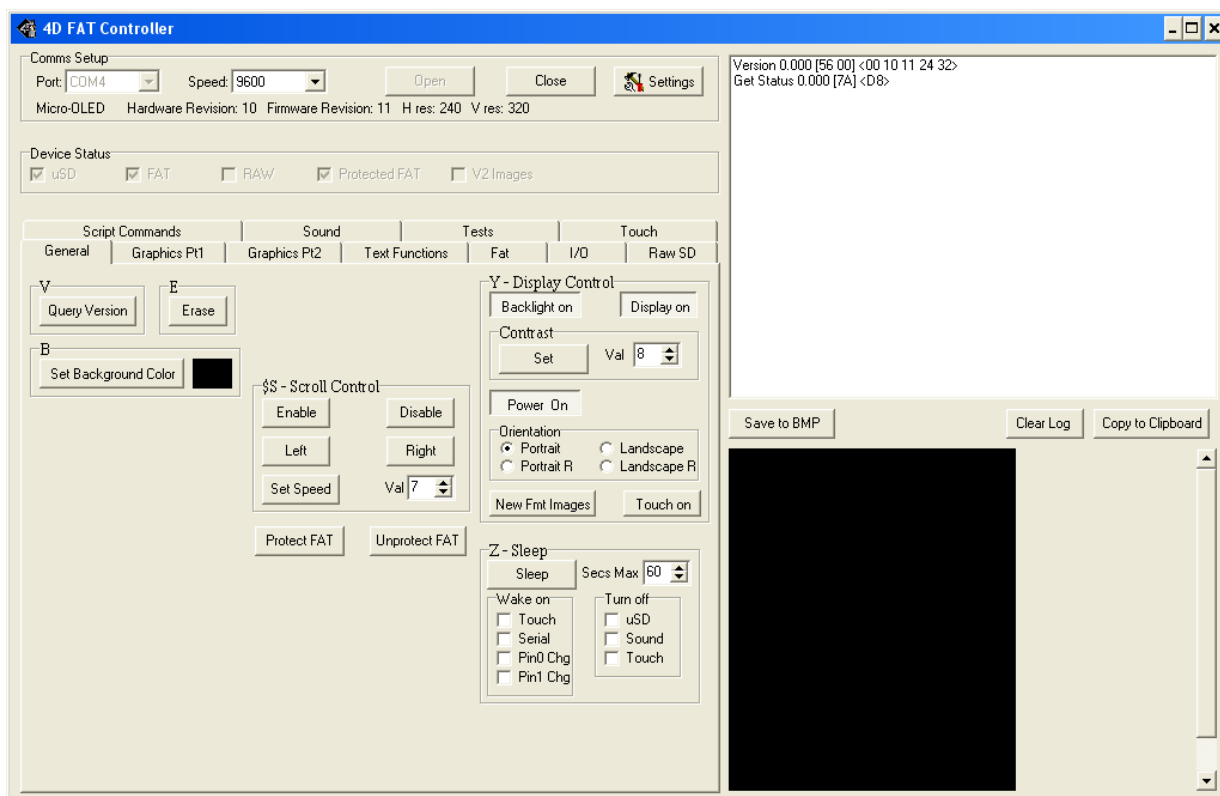 4D FAT Controller
Comms Setup
Port: COM4 Speed: 9600 Open Close Settings
Micro-OLED Hardware Revision: 10 Firmware Revision: 11 H res: 240 V res: 320
Device Status
uSD FAT RAW Protected FAT V2 Images
Script Commands Sound Tests Touch
General Graphics Pt1 Graphics Pt2 Text Functions Fat I/O Raw SD
V
Query Version
E
Erase
B
Set Background Color
$S - Scroll Control
Enable Disable
Left Right
Set Speed Val 7
Protect FAT Unprotect FAT
Y - Display Control
Backlight on Display on
Contrast
Set Val 8
Power On
Orientation
Portrait Landscape
Portrait R Landscape R
New Fmt Images Touch on
Z - Sleep
Sleep Secs Max 60
Wake on
Touch
Serial
Pin0 Chg
Pin1 Chg
Turn off
uSD
Sound
Touch
Version 0.000 [56 00] <00 10 11 24 32>
Get Status 0.000 [7A] <D8>
Save to BMP Clear Log Copy to Clipboard